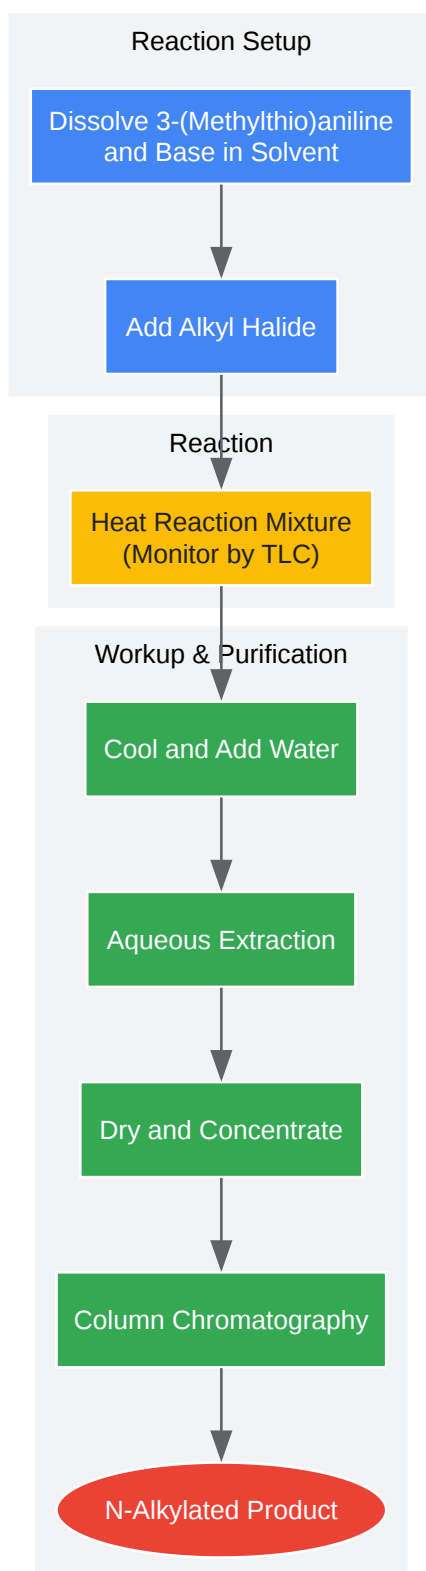 Reaction Setup
Dissolve 3-(Methylthio)aniline
and Base in Solvent
Add Alkyl Halide
Reaction
Heat Reaction Mixture
(Monitor by TLC)
Workup & Purification
Cool and Add Water
Aqueous Extraction
Dry and Concentrate
Column Chromatography
N-Alkylated Product